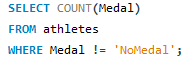 SELECT COUNT(Medal)
FROM athletes
WHERE Medal != 'NoMedal';